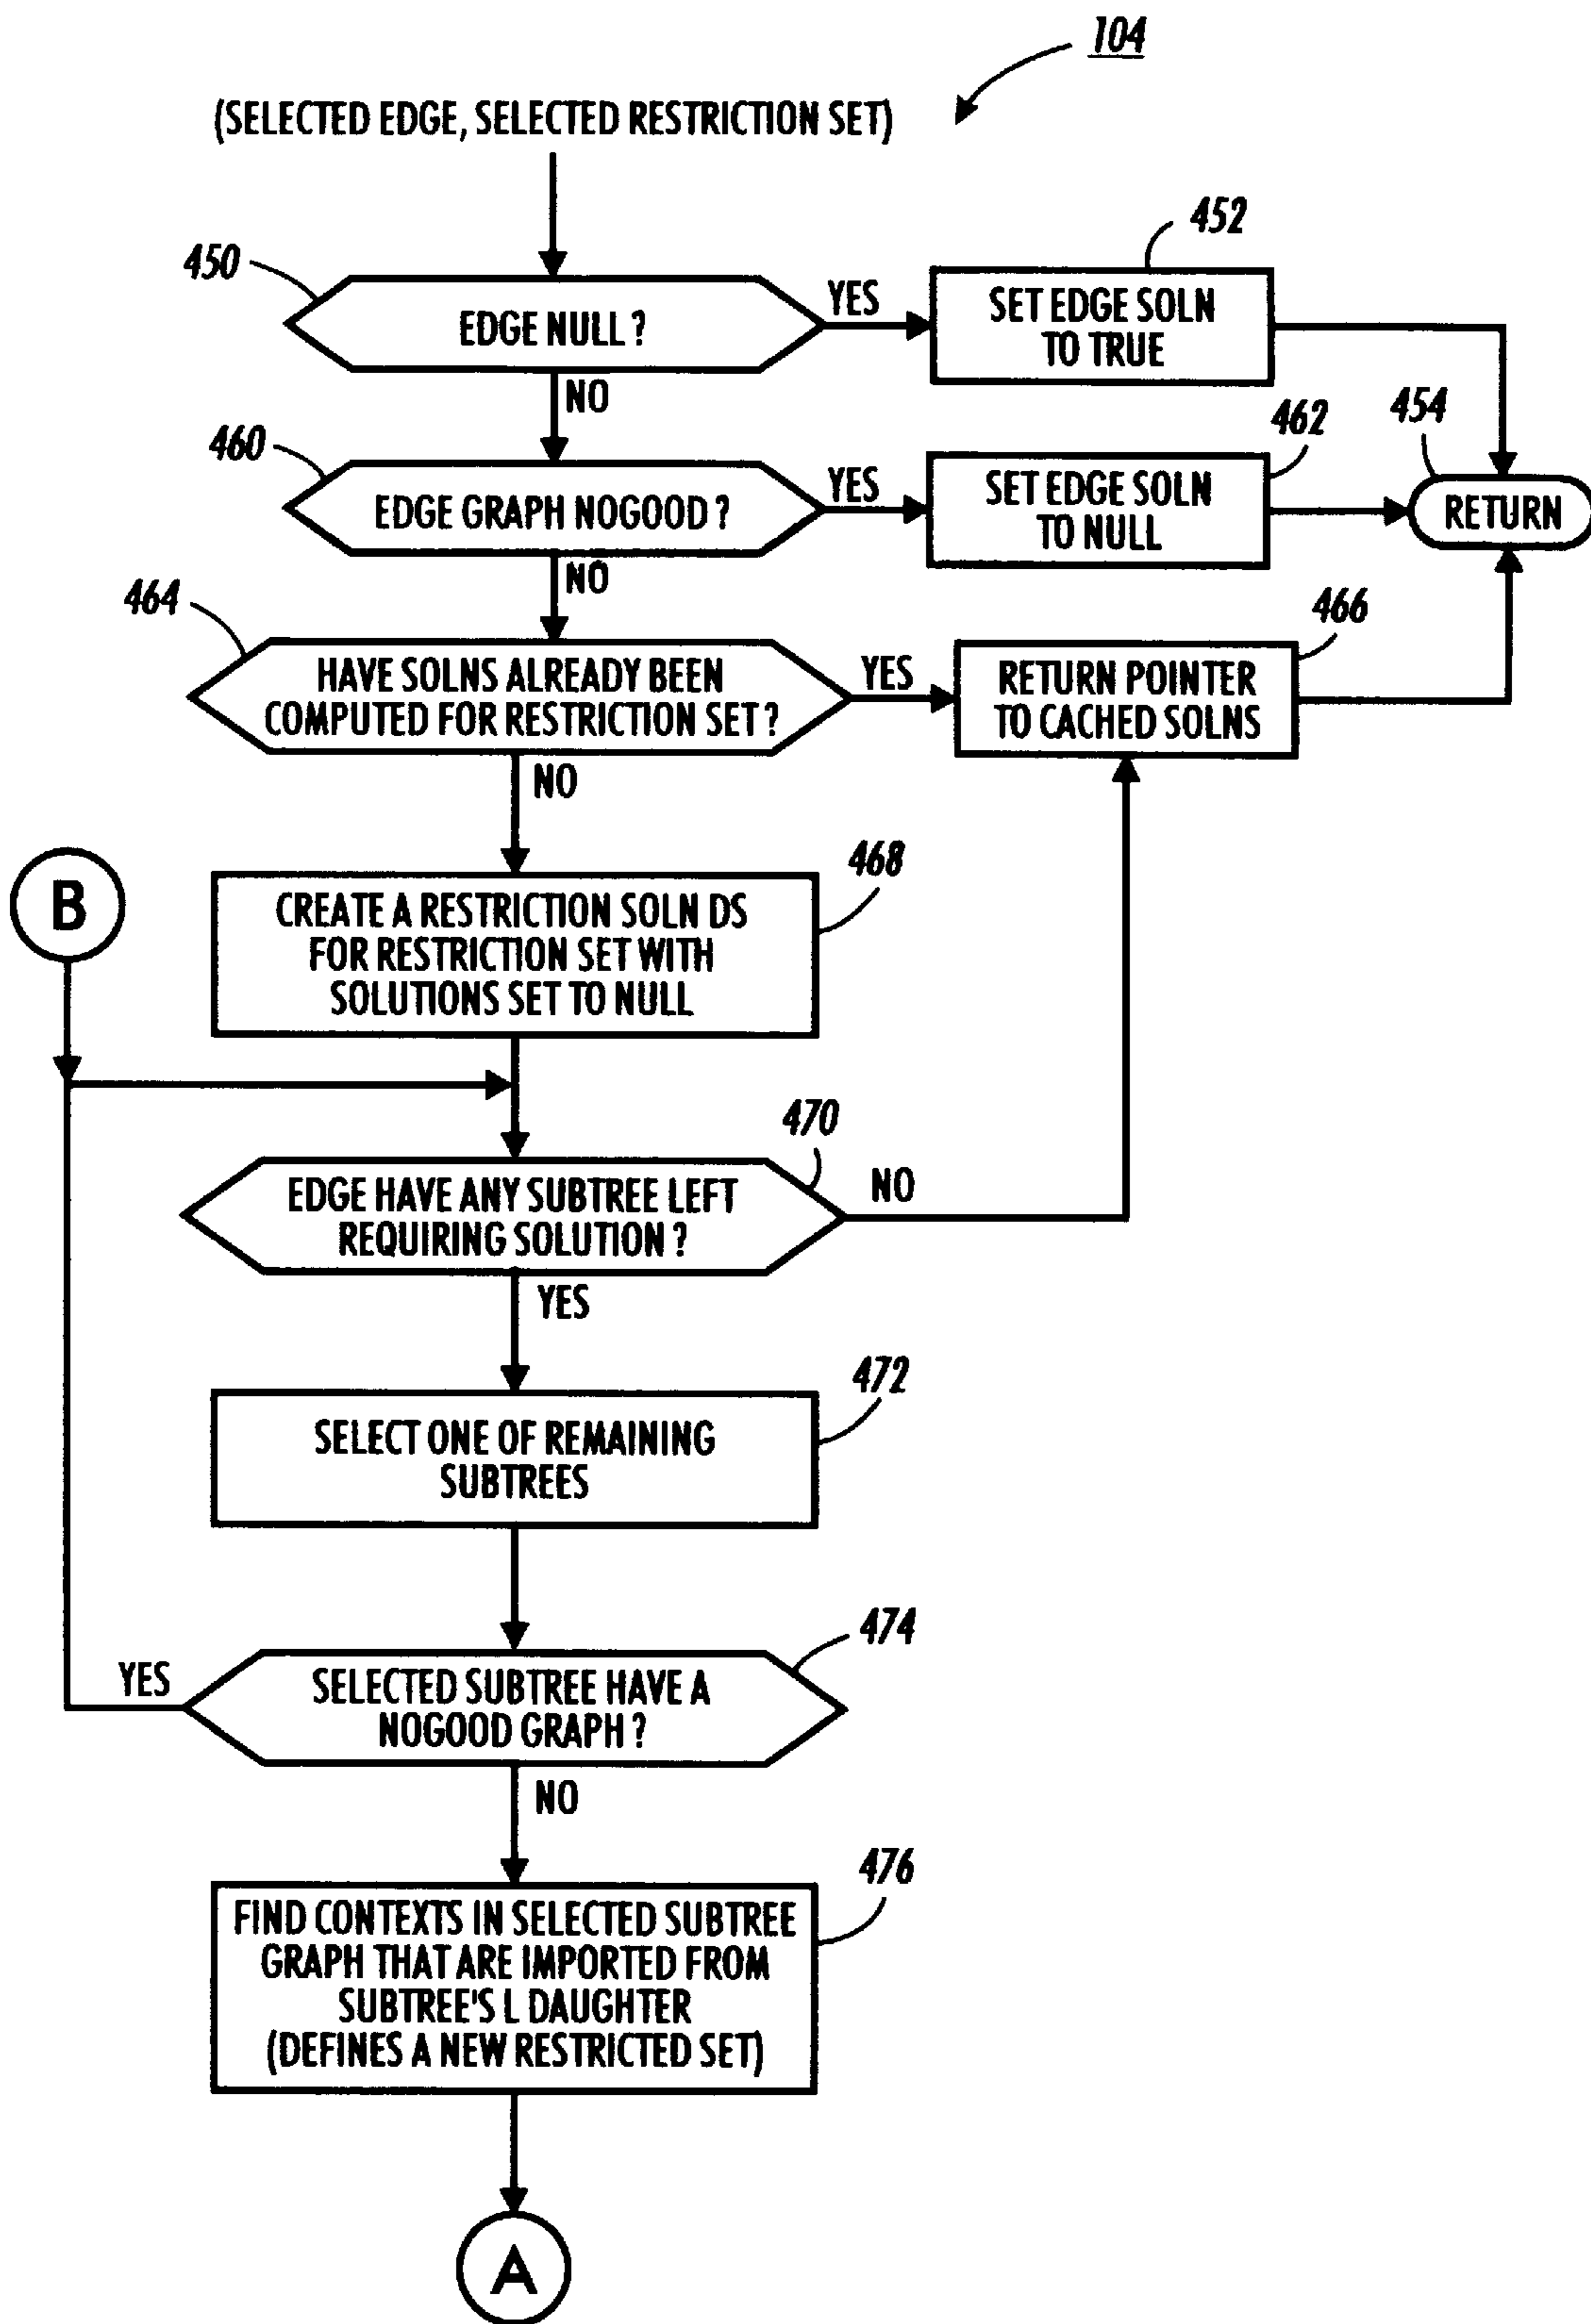 104
(SELECTED EDGE, SELECTED RESTRICTION SET)
450
EDGE NULL ?
YES
452
SET EDGE SOLN
TO TRUE
NO
460
EDGE GRAPH NOGOOD ?
YES
462
SET EDGE SOLN
TO NULL
454
RETURN
NO
464
HAVE SOLNS ALREADY BEEN
COMPUTED FOR RESTRICTION SET ?
YES
466
RETURN POINTER
TO CACHED SOLNS
NO
B
468
CREATE A RESTRICTION SOLN DS
FOR RESTRICTION SET WITH
SOLUTIONS SET TO NULL
470
EDGE HAVE ANY SUBTREE LEFT
REQUIRING SOLUTION ?
NO
YES
472
SELECT ONE OF REMAINING
SUBTREES
474
YES
SELECTED SUBTREE HAVE A
NOGOOD GRAPH ?
NO
476
FIND CONTEXTS IN SELECTED SUBTREE
GRAPH THAT ARE IMPORTED FROM
SUBTREE'S L DAUGHTER
(DEFINES A NEW RESTRICTED SET)
A